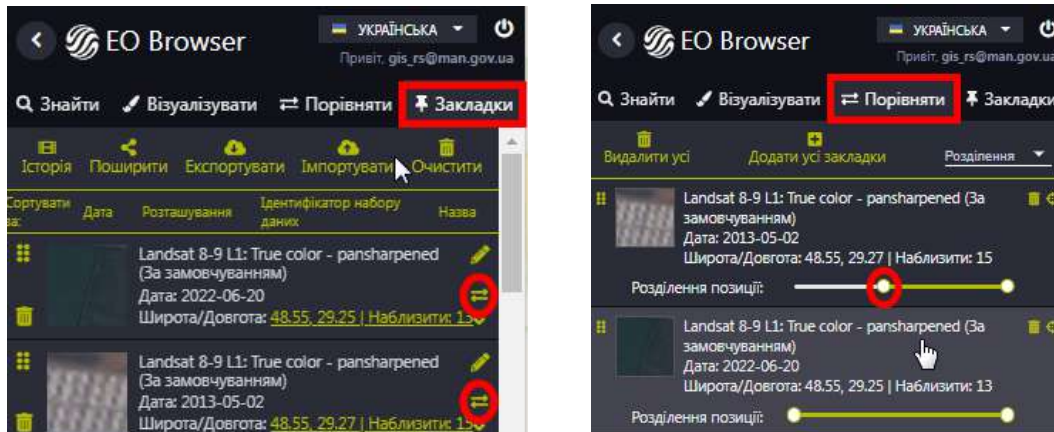 EO Browser
УКРАЇНСЬКА
Привіт, gis_rs@man.gov.ua
Знайти Візуалізувати Порівняти Закладки
Історія Поширити Експортувати Імпортувати Очистити
Сортувати за: Дата Розташування Ідентифікатор набору даних Назва
Landsat 8-9 L1: True color - pansharpened
(За замовчуванням)
Дата: 2022-06-20
Широта/Довгота: 48.55, 29.25 | Наблизити: 13
Landsat 8-9 L1: True color - pansharpened
(За замовчуванням)
Дата: 2013-05-02
Широта/Довгота: 48.55, 29.27 | Наблизити: 15
EO Browser
УКРАЇНСЬКА
Привіт, gis_rs@man.gov.ua
Знайти Візуалізувати Порівняти Закладки
Видалити усі Додати усі закладки Розділення
Landsat 8-9 L1: True color - pansharpened (За
замовчуванням)
Дата: 2013-05-02
Широта/Довгота: 48.55, 29.27 | Наблизити: 15
Розділення позиції:
Landsat 8-9 L1: True color - pansharpened (За
замовчуванням)
Дата: 2022-06-20
Широта/Довгота: 48.55, 29.25 | Наблизити: 13
Розділення позиції: